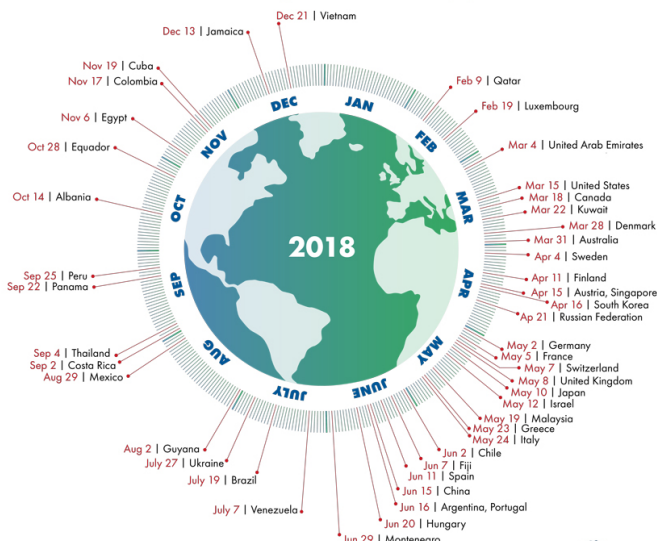 Dec 21 | Vietnam
Dec 13 | Jamaica
Nov 19 | Cuba
Nov 17 | Colombia
Nov 6 | Egypt
Oct 28 | Equador
Oct 14 | Albania
Sep 25 | Peru
Sep 22 | Panama
Sep 4 | Thailand
Sep 2 | Costa Rica
Aug 29 | Mexico
Aug 2 | Guyana
July 27 | Ukraine
July 19 | Brazil
July 7 | Venezuela
Feb 9 | Qatar
Feb 19 | Luxembourg
Mar 4 | United Arab Emirates
Mar 15 | United States
Mar 18 | Canada
Mar 22 | Kuwait
Mar 28 | Denmark
Mar 31 | Australia
Apr 4 | Sweden
Apr 11 | Finland
Apr 15 | Austria, Singapore
Apr 16 | South Korea
Ap 21 | Russian Federation
May 2 | Germany
May 5 | France
May 7 | Switzerland
May 8 | United Kingdom
May 10 | Japan
May 12 | Israel
May 19 | Malaysia
May 23 | Greece
May 24 | Italy
Jun 2 | Chile
Jun 7 | Fiji
Jun 11 | Spain
Jun 15 | China
Jun 16 | Argentina, Portugal
Jun 20 | Hungary
Jun 29 | Montenegro
JAN
FEB
MAR
APR
MAY
JUNE
JULY
AUG
SEP
OCT
NOV
DEC
2018